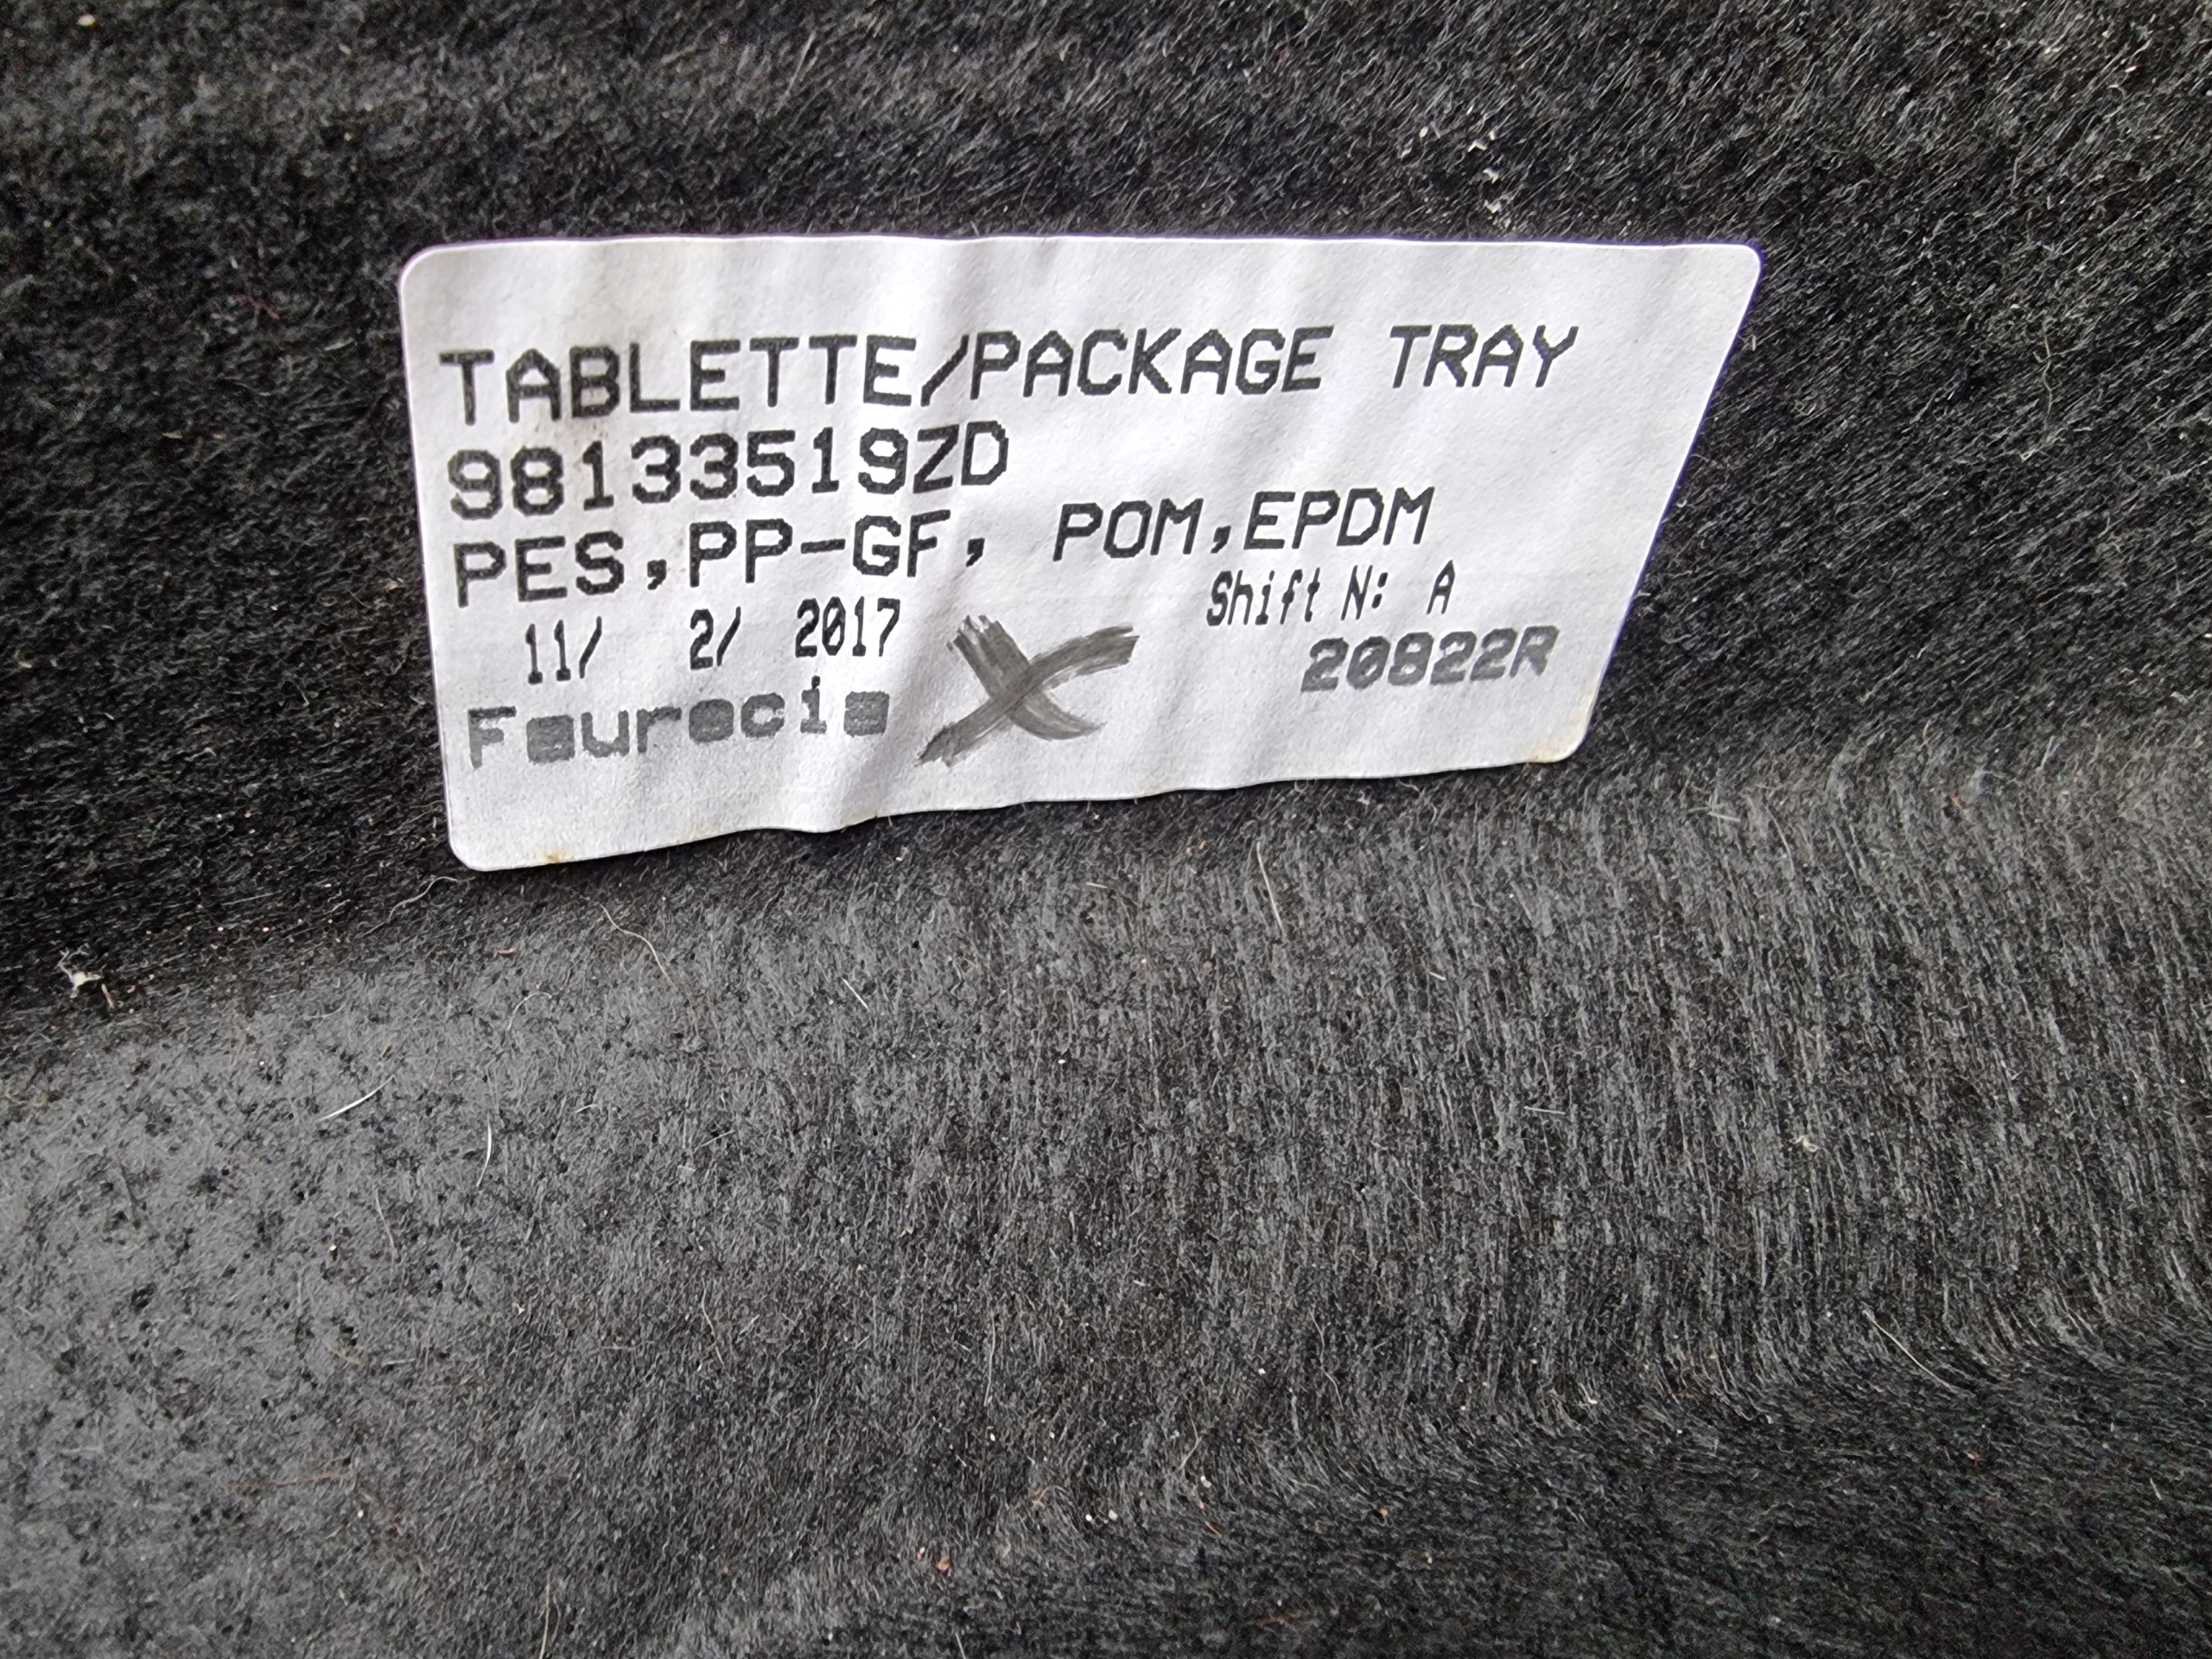 TABLETTE/PACKAGE TRAY
98133519ZD
PES,PP-GF, POM,EPDM
Shift N: A
11/ 2/ 2017
20822R
Faurecia